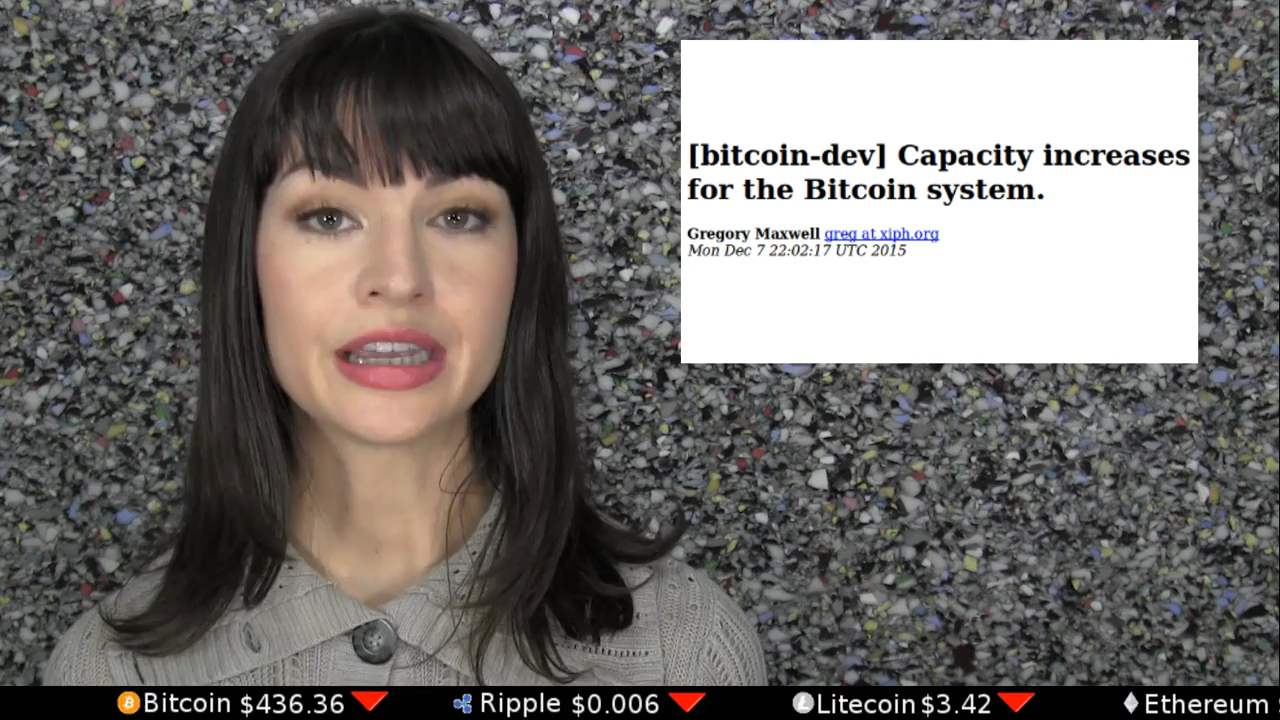 [bitcoin-dev] Capacity increases
for the Bitcoin system.
Gregory Maxwell greg at xiph.org
Mon Dec 7 22:02:17 UTC 2015
Bitcoin $436.36 Ripple $0.006 Litecoin $3.42 Ethereum